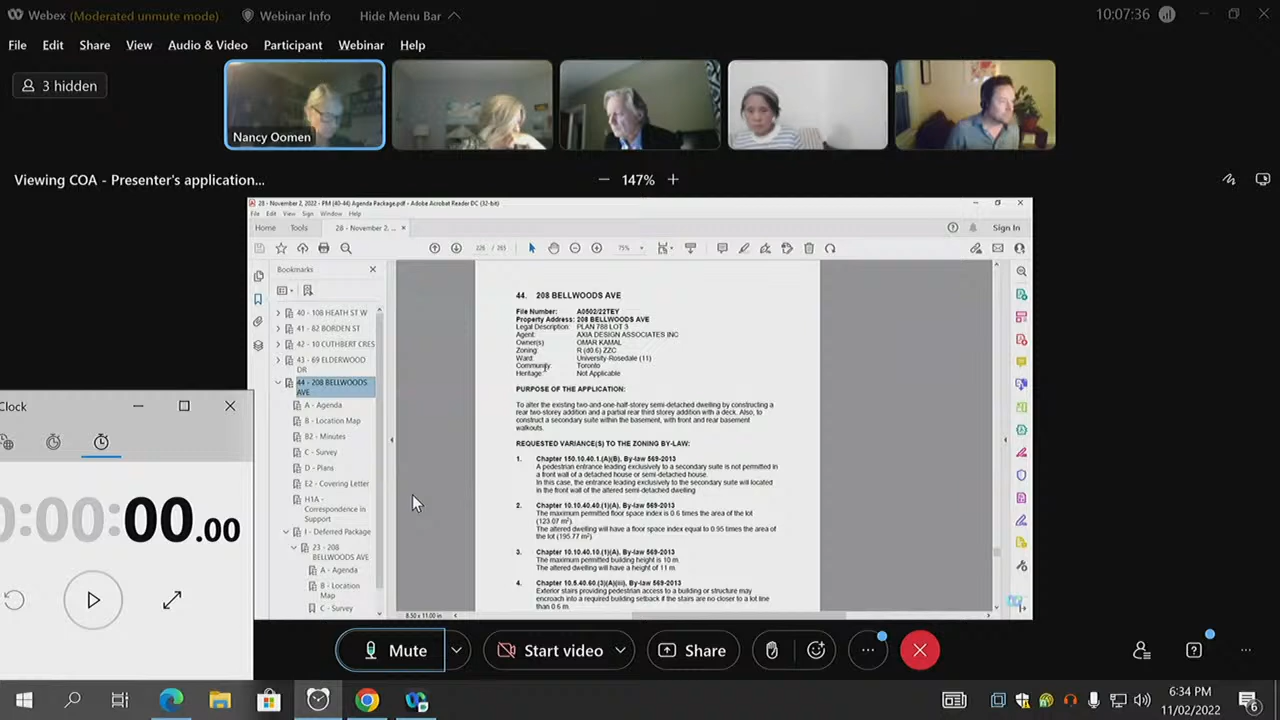 Webex (Moderated unmute mode) Webinar Info Hide Menu Bar 10:07:36
File Edit Share View Audio & Video Participant Webinar Help
3 hidden
Nancy Oomen
Viewing COA - Presenter's application...
147%
28 - November 2, 2022 - PM (40-44) Agenda Package.pdf - Adobe Acrobat Reader DC (32-bit)
File Edit View Sign Window Help
Home Tools 28 - November 2, ... Sign In
226 / 265 75%
Bookmarks
40 - 108 HEATH ST W
41 - 82 BORDEN ST
42 - 10 CUTHBERT CRES
43 - 69 ELDERWOOD
DR
44 - 208 BELLWOODS
AVE
A - Agenda
B - Location Map
B2 - Minutes
C - Survey
D - Plans
E2 - Covering Letter
H1A -
Correspondence in
Support
I - Deferred Package
23 - 208
BELLWOODS AVE
A - Agenda
B - Location
Map
C - Survey
8.50 x 11.00 in
44. 208 BELLWOODS AVE
File Number: A0502/22TEY
Property Address: 208 BELLWOODS AVE
Legal Description: PLAN 788 LOT 3
Agent: AXIA DESIGN ASSOCIATES INC
Owner(s) OMAR KAMAL
Zoning: R (d0.6) ZZC
Ward: University-Rosedale (11)
Community: Toronto
Heritage: Not Applicable
PURPOSE OF THE APPLICATION:
To alter the existing two-and-one-half-storey semi-detached dwelling by constructing a
rear two-storey addition and a partial rear third storey addition with a deck. Also, to
construct a secondary suite within the basement, with front and rear basement
walkouts.
REQUESTED VARIANCE(S) TO THE ZONING BY-LAW:
1. Chapter 150.10.40.1.(A)(B), By-law 569-2013
A pedestrian entrance leading exclusively to a secondary suite is not permitted in
a front wall of a detached house or semi-detached house.
In this case, the entrance leading exclusively to the secondary suite will located
in the front wall of the altered semi-detached dwelling
2. Chapter 10.10.40.40.(1)(A), By-law 569-2013
The maximum permitted floor space index is 0.6 times the area of the lot
(123.07 m²).
The altered dwelling will have a floor space index equal to 0.95 times the area of
the lot (195.77 m²).
3. Chapter 10.10.40.10.(1)(A), By-law 569-2013
The maximum permitted building height is 10 m.
The altered dwelling will have a height of 11 m.
4. Chapter 10.5.40.60.(3)(A)(iii), By-law 569-2013
Exterior stairs providing pedestrian access to a building or structure may
encroach into a required building setback if the stairs are no closer to a lot line
than 0.6 m.
Clock
0:00:00.00
Mute Start video Share
6:34 PM
11/02/2022
6